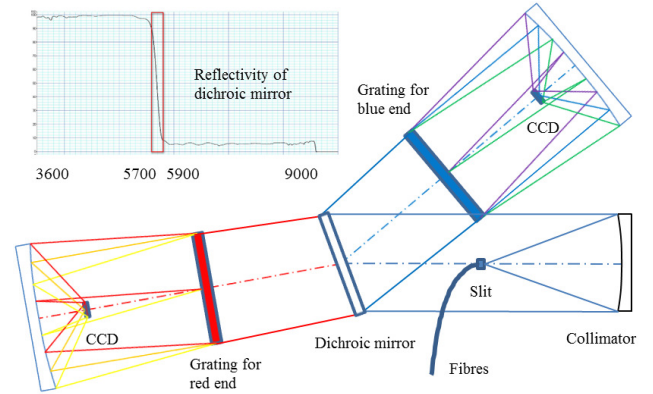 Reflectivity of
dichroic mirror
3600
5700
5900
9000
Grating for
blue end
CCD
Slit
Collimator
Dichroic mirror
Fibres
CCD
Grating for
red end